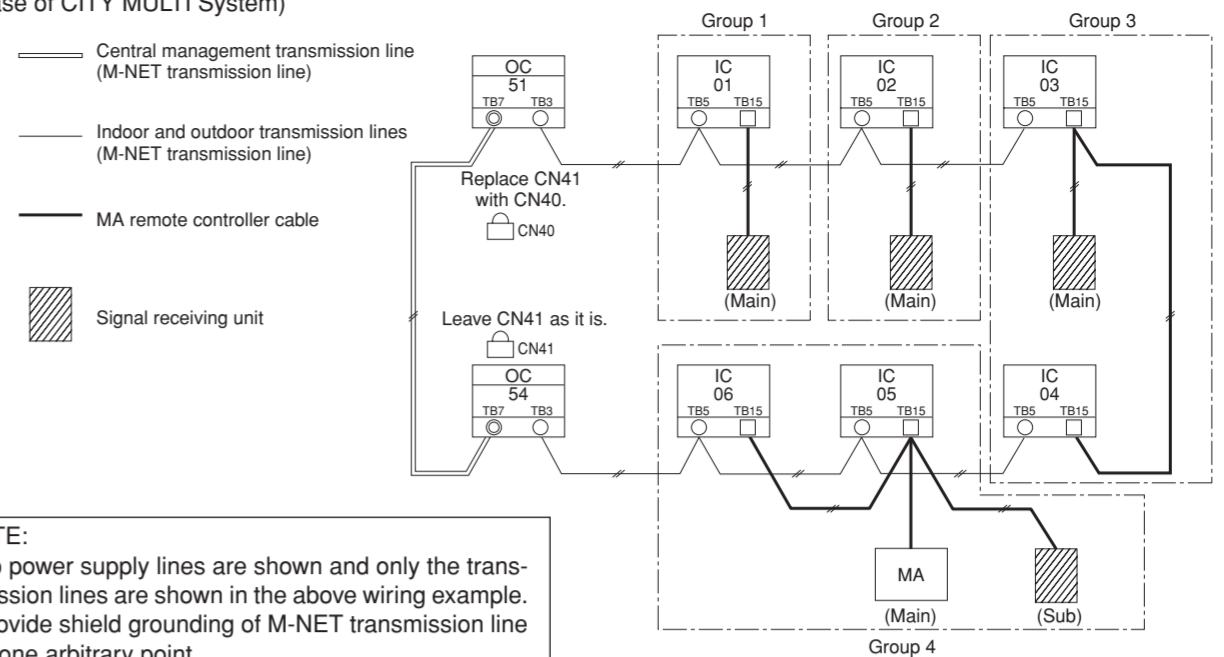 ase of CITY MULTI System)
Central management transmission line
(M-NET transmission line)
Indoor and outdoor transmission lines
(M-NET transmission line)
MA remote controller cable
Signal receiving unit
Group 1
Group 2
Group 3
OC
51
TB7 TB3
IC
01
TB5 TB15
IC
02
TB5 TB15
IC
03
TB5 TB15
Replace CN41
with CN40.
CN40
(Main)
(Main)
(Main)
Leave CN41 as it is.
CN41
OC
54
TB7 TB3
IC
06
TB5 TB15
IC
05
TB5 TB15
IC
04
TB5 TB15
MA
(Main)
(Sub)
Group 4
TE:
power supply lines are shown and only the trans-
ssion lines are shown in the above wiring example.
ovide shield grounding of M-NET transmission line
one arbitrary point.